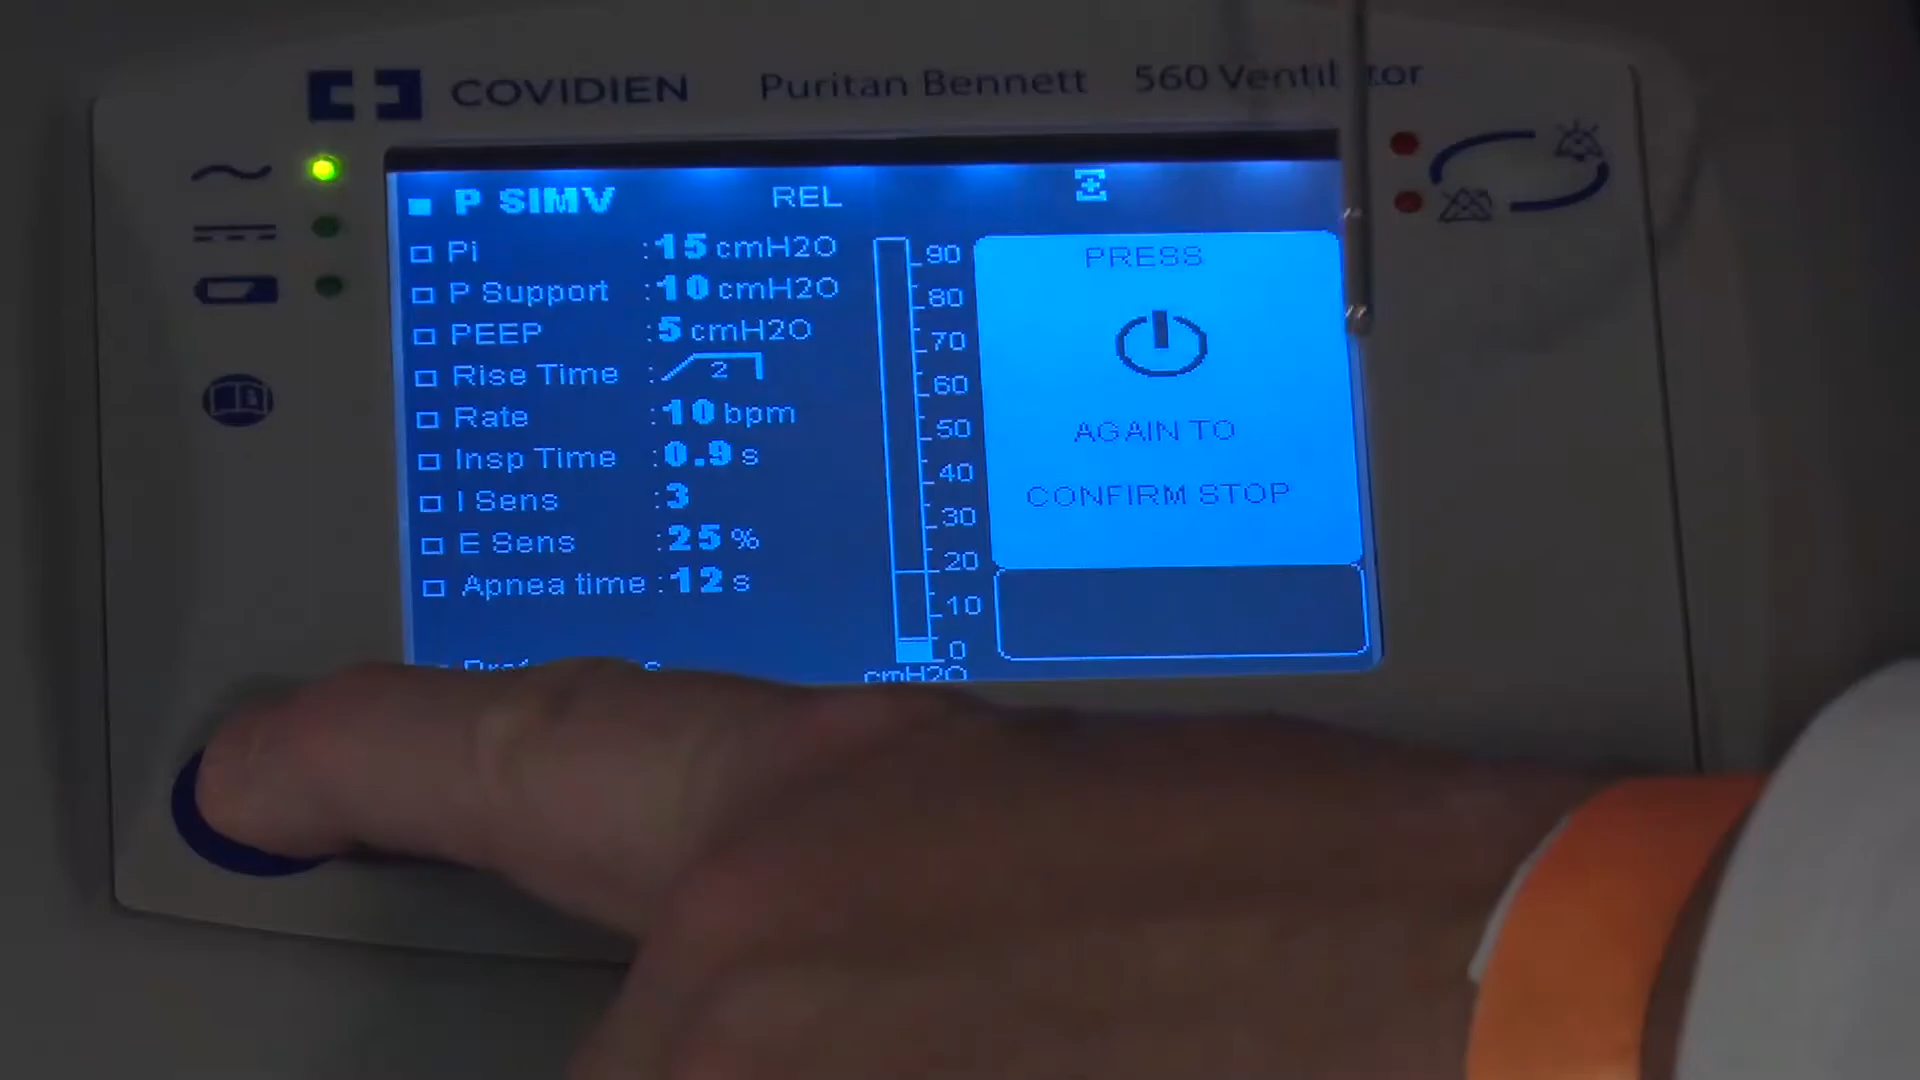 COVIDIEN Puritan Bennett 560 Ventil tor
P SIMV REL
Pi :15 cmH2O
P Support :10 cmH2O
PEEP :5 cmH2O
Rise Time : 2
Rate :10 bpm
Insp Time :0.9 s
I Sens :3
E Sens :25 %
Apnea time :12 s
90
80
70
60
50
40
30
20
10
0
cmH2O
PRESS
AGAIN TO
CONFIRM STOP